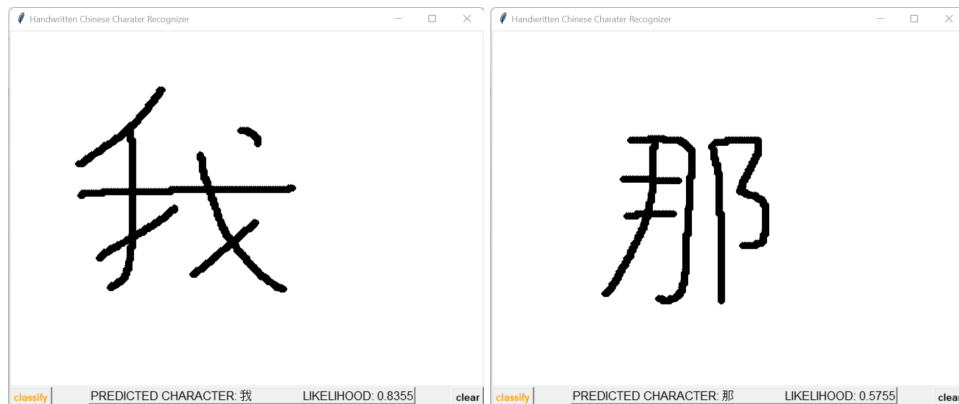 Handwritten Chinese Charater Recognizer
我
classify PREDICTED CHARACTER: 我 LIKELIHOOD: 0.8355 clear
Handwritten Chinese Charater Recognizer
那
classify PREDICTED CHARACTER: 那 LIKELIHOOD: 0.5755 clear